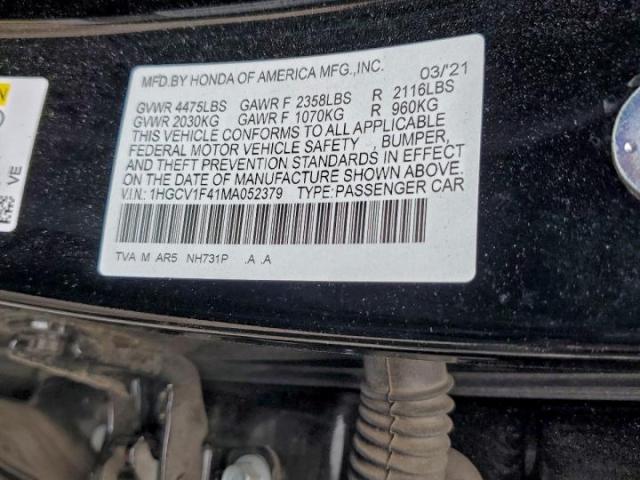 MFD.BY HONDA OF AMERICA MFG.,INC. 03/'21
GVWR 4475LBS GAWR F 2358LBS R 2116LBS
GVWR 2030KG GAWR F 1070KG R 960KG
THIS VEHICLE CONFORMS TO ALL APPLICABLE
FEDERAL MOTOR VEHICLE SAFETY , BUMPER,
AND THEFT PREVENTION STANDARDS IN EFFECT
ON THE DATE OF MANUFACTURE SHOWN ABOVE.
V.I.N.: 1HGCV1F41MA052379 TYPE:PASSENGER CAR
TVA M AR5 NH731P .A .A
VE